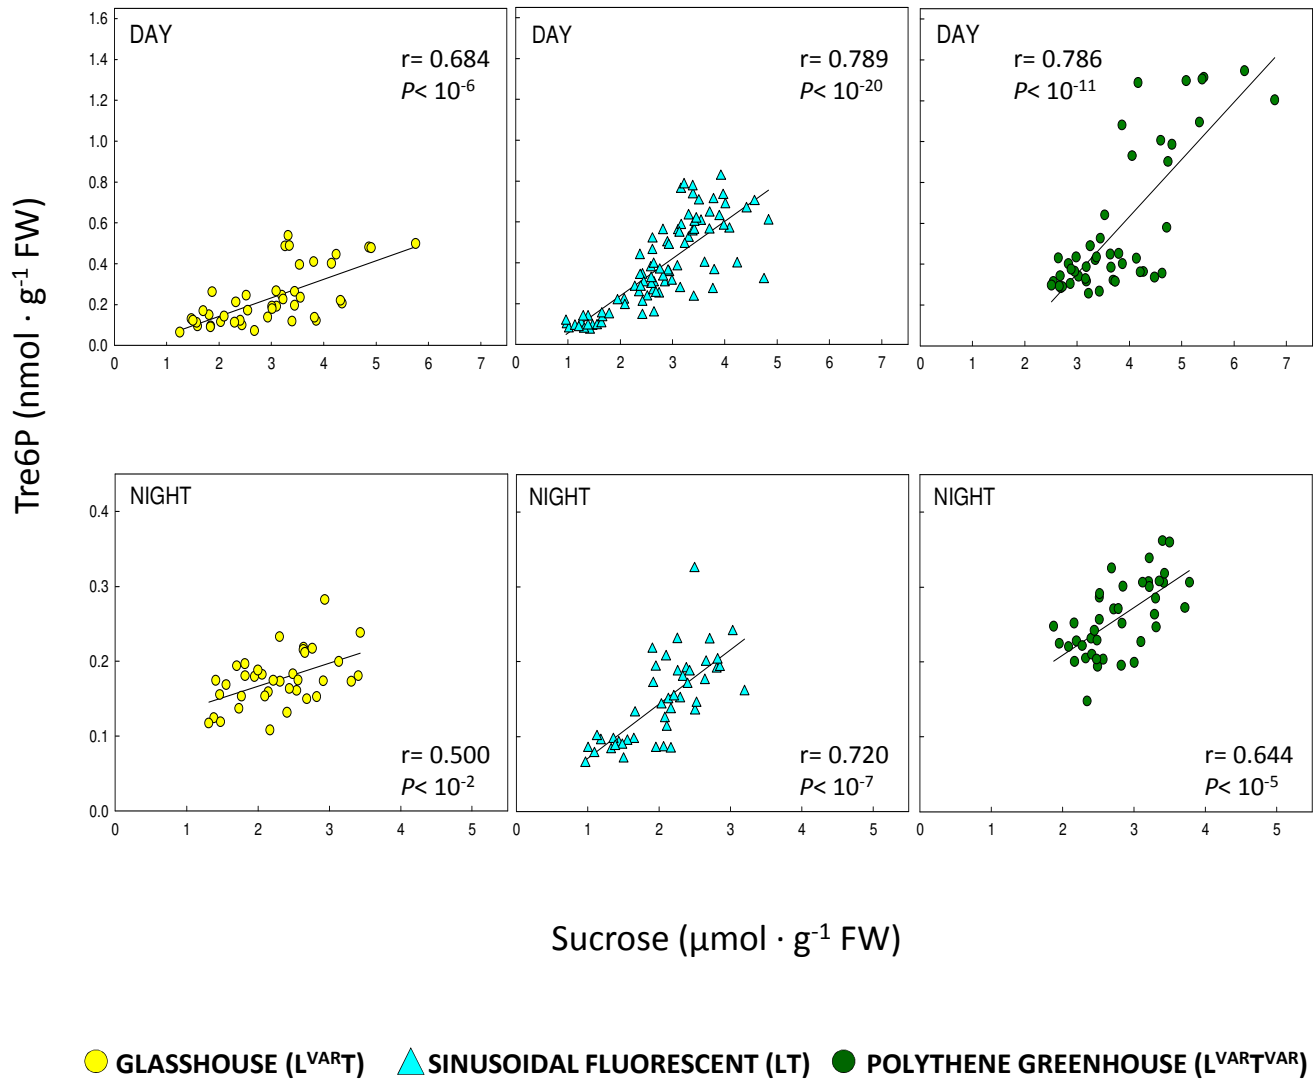 DAY
r= 0.684
P< 10-6
1.6
1.4
1.2
1.0
0.8
0.6
0.4
0.2
0.0
0 1 2 3 4 5 6 7
DAY
r= 0.789
P< 10-20
0 1 2 3 4 5 6 7
DAY
r= 0.786
P< 10-11
0 1 2 3 4 5 6 7
Tre6P (nmol · g-1 FW)
NIGHT
r= 0.500
P< 10-2
0.4
0.3
0.2
0.1
0.0
0 1 2 3 4 5
NIGHT
r= 0.720
P< 10-7
0 1 2 3 4 5
NIGHT
r= 0.644
P< 10-5
0 1 2 3 4 5
Sucrose (µmol · g-1 FW)
GLASSHOUSE (LVART)
SINUSOIDAL FLUORESCENT (LT)
POLYTHENE GREENHOUSE (LVARTVAR)